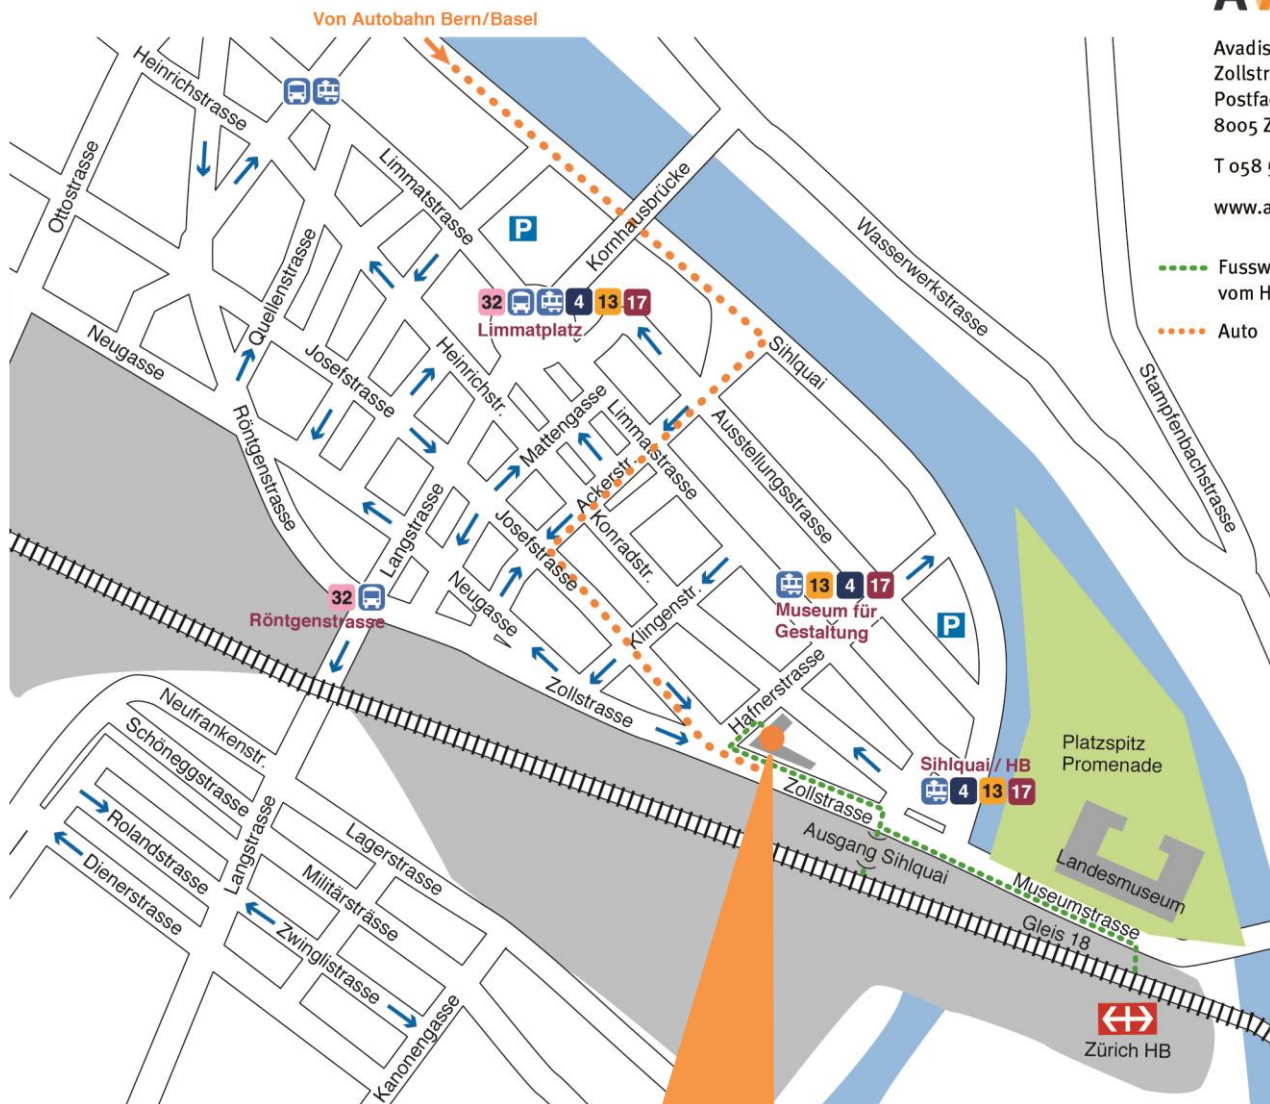 Von Autobahn Bern/Basel
Avadis
Zollstr
Postfa
8005 Z
T 058
www.a
Fussw
vom H
Auto
Heinrichstrasse
Ottostrasse
Limmatstrasse
P
Kornhausbrücke
Wasserwerkstrasse
Quellenstrasse
32 4 13 17
Limmatplatz
Neugasse
Josefstrasse
Heinrichstr.
Sihlquai
Stampfenbachstrasse
Röntgenstrasse
Mattengasse
Limmatstrasse
Ausstellungsstrasse
Ackerstr.
Langstrasse
Josefstrasse
Konradstr.
32
Röntgenstrasse
Neugasse
Klingenstr.
13 4 17
Museum für
Gestaltung
P
Zollstrasse
Hafnerstrasse
Neufrankenstr.
Schöneggstrasse
Platzspitz
Promenade
Sihlquai / HB
4 13 17
Zollstrasse
Rolandstrasse
Dienerstrasse
Langstrasse
Lagerstrasse
Ausgang Sihlquai
Landesmuseum
Museumstrasse
Militärsträsse
Gleis 18
Zwinglistrasse
Kanonengasse
Zürich HB